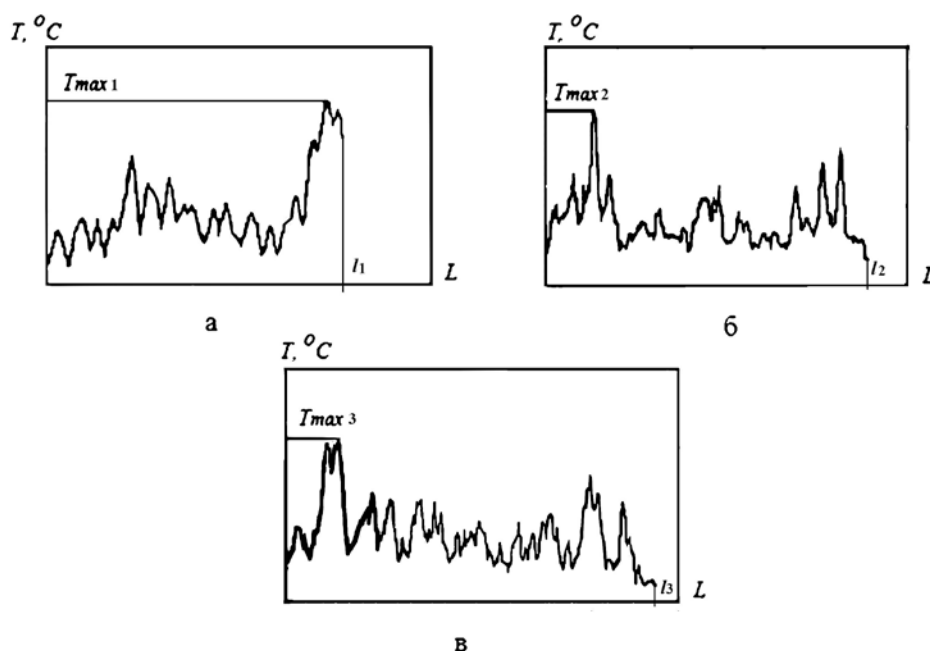 T, °C
Tmax 1
l1
L
а
T, °C
Tmax 2
l2
L
б
T, °C
Tmax 3
l3
L
в